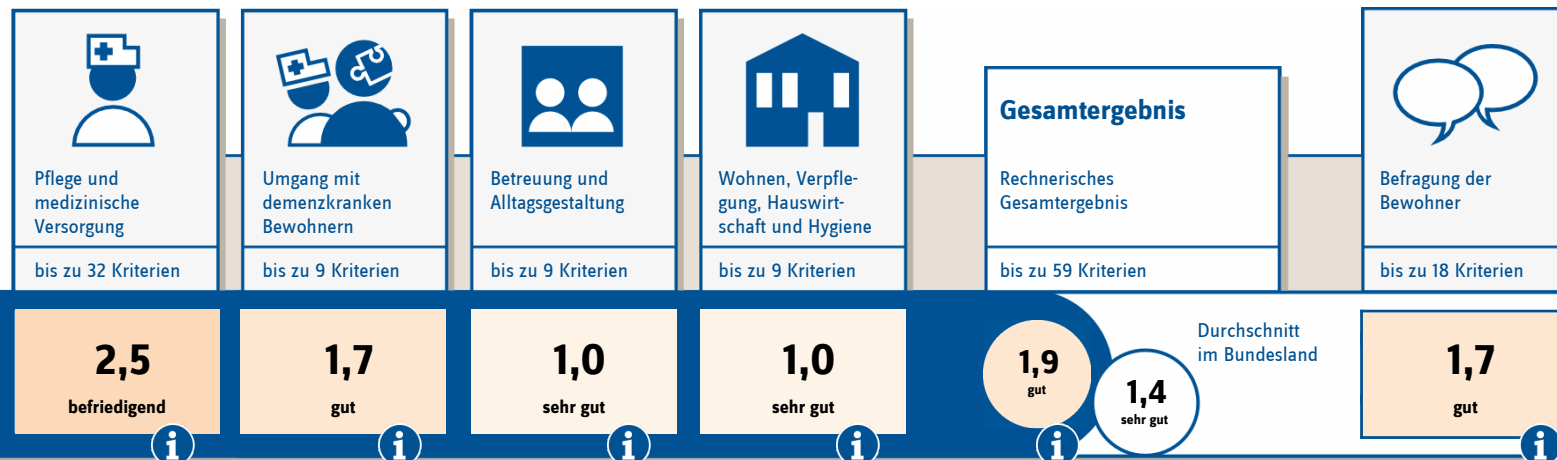 Pflege und
medizinische
Versorgung
bis zu 32 Kriterien
2,5
befriedigend
i
Umgang mit
demenzkranken
Bewohnern
bis zu 9 Kriterien
1,7
gut
i
Betreuung und
Alltagsgestaltung
bis zu 9 Kriterien
1,0
sehr gut
i
Wohnen, Verpfle-
gung, Hauswirt-
schaft und Hygiene
bis zu 9 Kriterien
1,0
sehr gut
i
Gesamtergebnis
Rechnerisches
Gesamtergebnis
bis zu 59 Kriterien
1,9
gut
i
Durchschnitt
im Bundesland
1,4
sehr gut
Befragung der
Bewohner
bis zu 18 Kriterien
1,7
gut
i